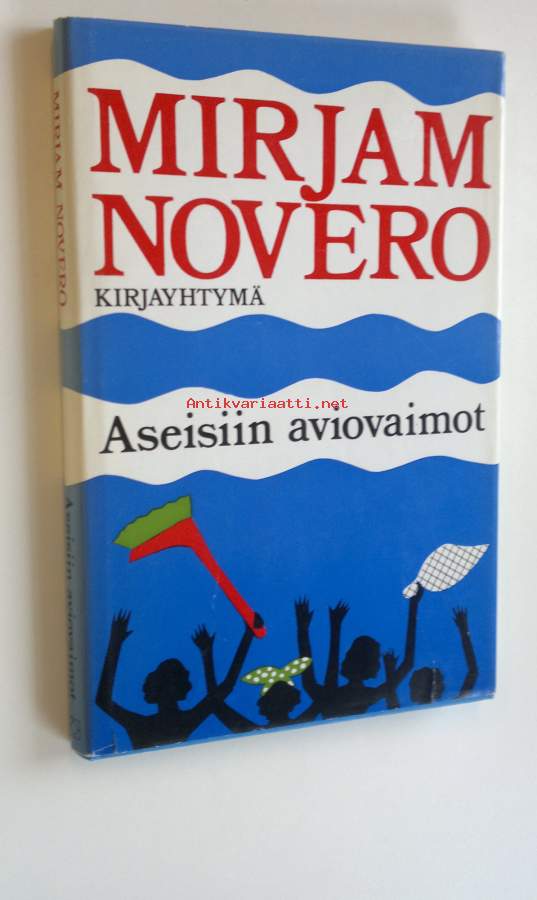 MIRJAM
NOVERO
KIRJAYHTYMÄ
Antikvariaatti.net
Aseisiin aviovaimot
MIRJAM NOVERO
Aseisiin aviovaimot